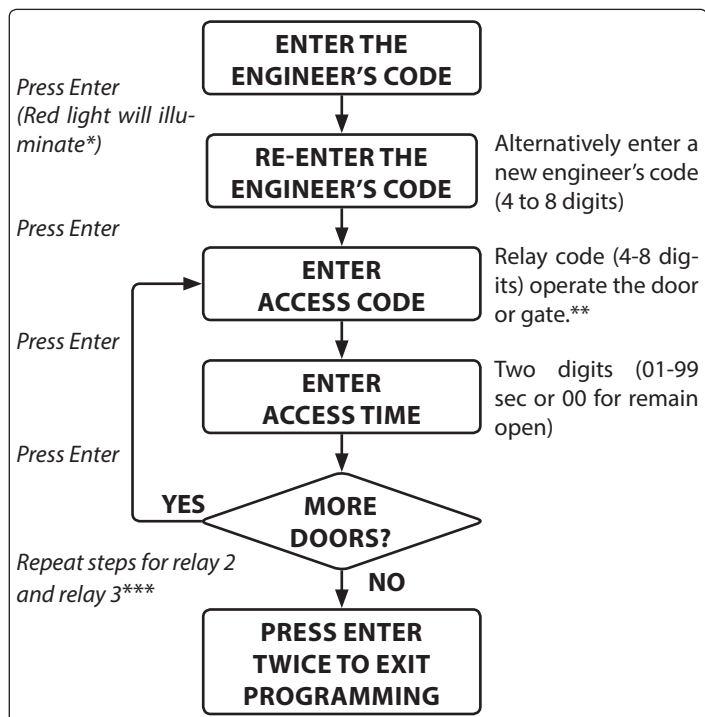 ENTER THE
ENGINEER'S CODE
Press Enter
(Red light will illu-
minate*)
RE-ENTER THE
ENGINEER'S CODE
Alternatively enter a
new engineer's code
(4 to 8 digits)
Press Enter
ENTER
ACCESS CODE
Relay code (4-8 dig-
its) operate the door
or gate.**
Press Enter
ENTER
ACCESS TIME
Two digits (01-99
sec or 00 for remain
open)
Press Enter
YES
MORE
DOORS?
Repeat steps for relay 2
and relay 3***
NO
PRESS ENTER
TWICE TO EXIT
PROGRAMMING